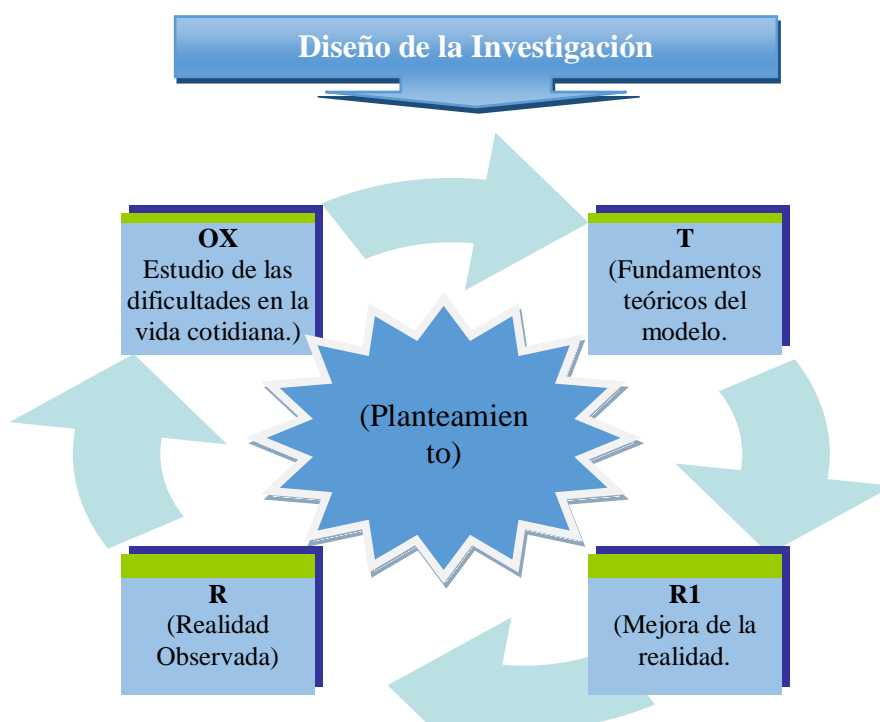 Diseño de la Investigación
OX
Estudio de las
dificultades en la
vida cotidiana.)
T
(Fundamentos
teóricos del
modelo.
(Planteamien
to)
R
(Realidad
Observada)
R1
(Mejora de la
realidad.